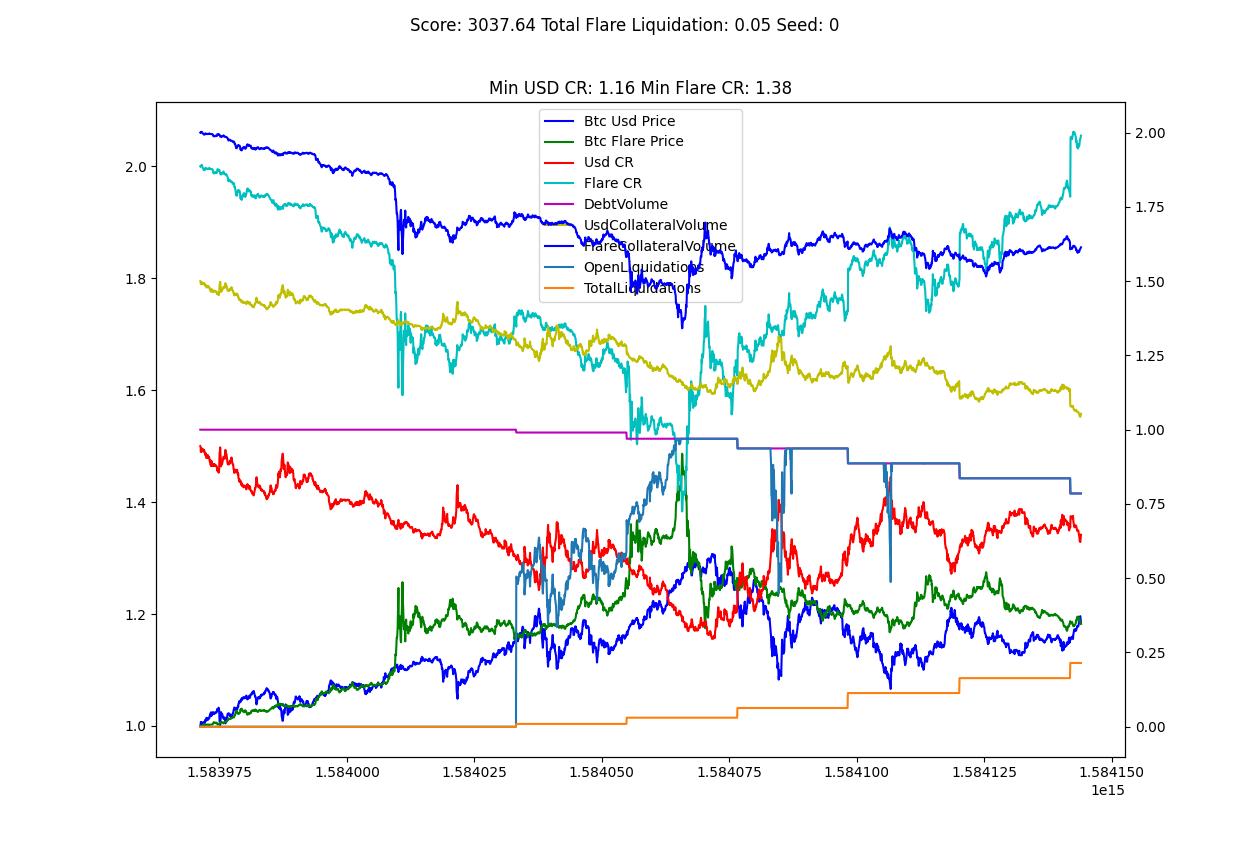 Score: 3037.64 Total Flare Liquidation: 0.05 Seed: 0
Min USD CR: 1.16 Min Flare CR: 1.38
Btc Usd Price
Btc Flare Price
Usd CR
Flare CR
DebtVolume
UsdCollateralVolume
FlareCollateralVolume
OpenLiquidations
TotalLiquidations
2.0
1.8
1.6
1.4
1.2
1.0
2.00
1.75
1.50
1.25
1.00
0.75
0.50
0.25
0.00
1.583975 1.584000 1.584025 1.584050 1.584075 1.584100 1.584125 1.584150
1e15